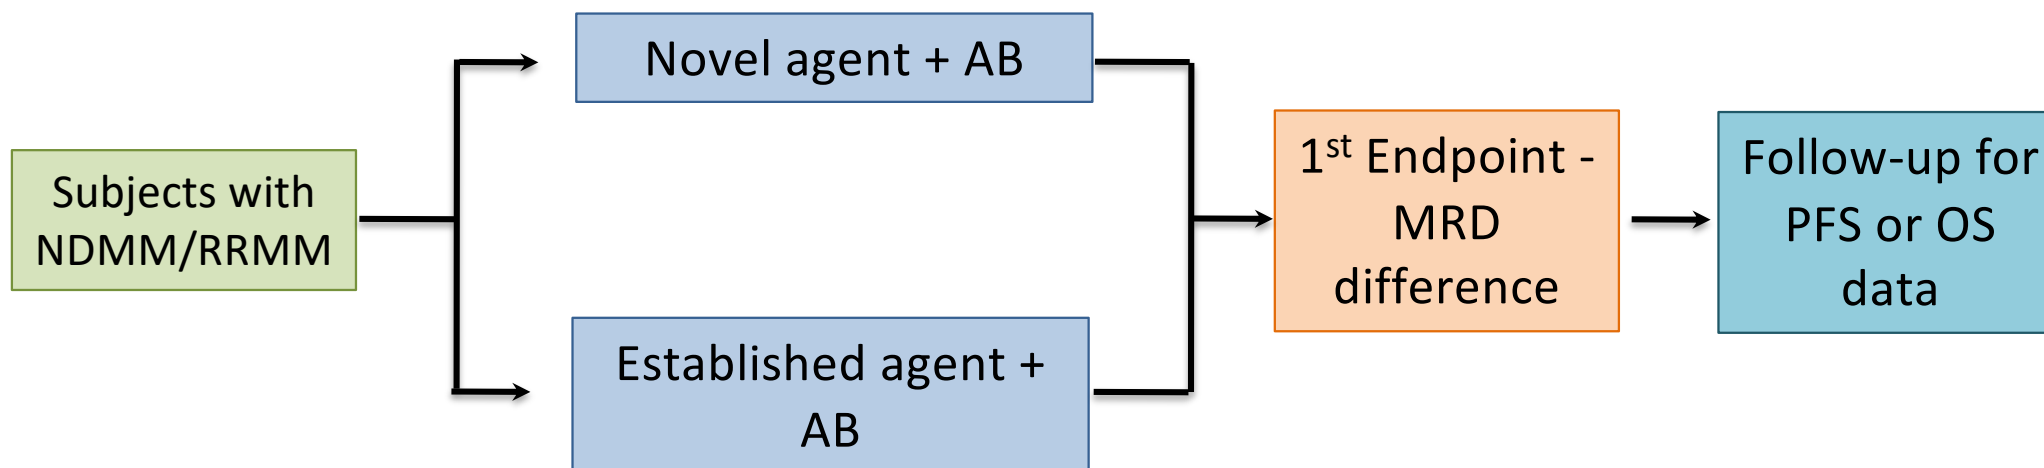 Subjects with
NDMM/RRMM
Novel agent + AB
Established agent +
AB
1st Endpoint -
MRD
difference
Follow-up for
PFS or OS
data